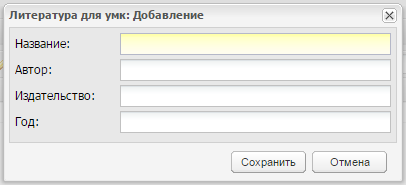 Литература для умк: Добавление
Название:
Автор:
Издательство:
Год:
Сохранить Отмена